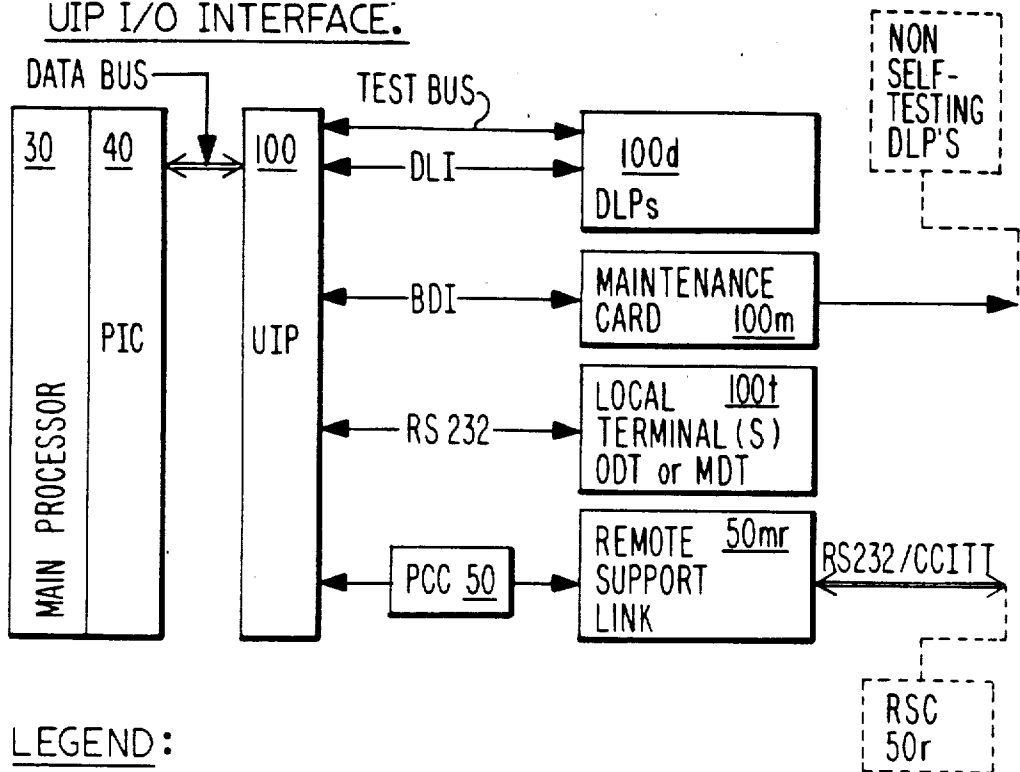 UIP I/O INTERFACE.
DATA BUS
TEST BUS
NON
SELF-
TESTING
DLP'S
30
40
100
100d
DLPs
DLI
MAINTENANCE
CARD 100m
BDI
PIC
UIP
MAIN PROCESSOR
LOCAL 100t
TERMINAL(S)
ODT or MDT
RS 232
REMOTE 50mr
SUPPORT
LINK
PCC 50
RS232/CCITT
RSC
50r
LEGEND: